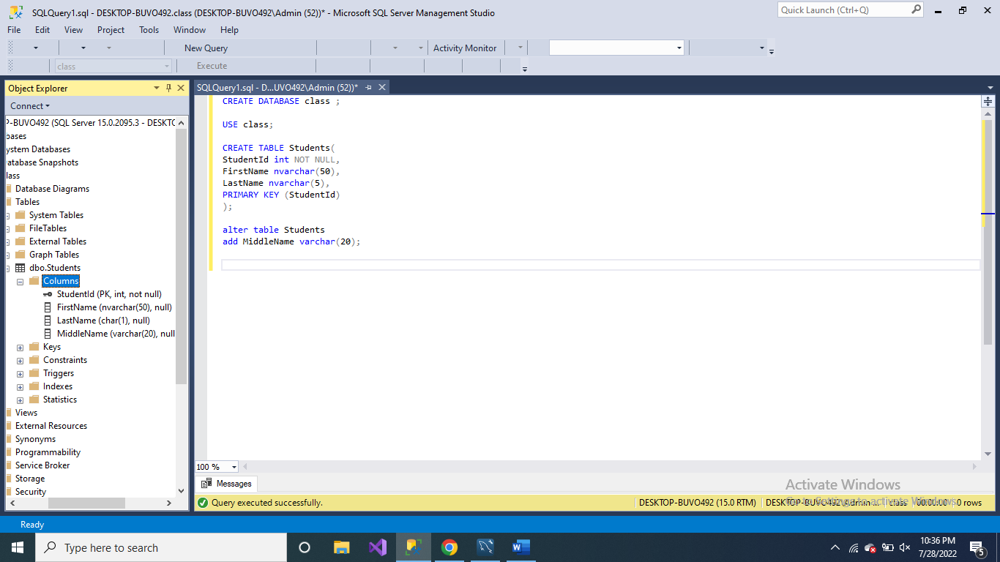 SQLQuery1.sql - DESKTOP-BUVO492.class (DESKTOP-BUVO492\Admin (52))* - Microsoft SQL Server Management Studio
Quick Launch (Ctrl+Q)
File Edit View Project Tools Window Help
New Query Activity Monitor
class Execute
Object Explorer
Connect
P-BUVO492 (SQL Server 15.0.2095.3 - DESKTO
bases
ystem Databases
atabase Snapshots
lass
Database Diagrams
Tables
System Tables
FileTables
External Tables
Graph Tables
dbo.Students
Columns
StudentId (PK, int, not null)
FirstName (nvarchar(50), null)
LastName (char(1), null)
MiddleName (varchar(20), null
Keys
Constraints
Triggers
Indexes
Statistics
Views
External Resources
Synonyms
Programmability
Service Broker
Storage
Security
SQLQuery1.sql - D...UVO492\Admin (52))*
CREATE DATABASE class ;
USE class;
CREATE TABLE Students(
StudentId int NOT NULL,
FirstName nvarchar(50),
LastName nvarchar(5),
PRIMARY KEY (StudentId)
);
alter table Students
add MiddleName varchar(20);
100 %
Messages
Activate Windows
Go to Settings to activate Windows.
Query executed successfully.
DESKTOP-BUVO492 (15.0 RTM) DESKTOP-BUVO492\Admin ... class 00:00:00 0 rows
Ready
Type here to search
10:36 PM
7/28/2022
5